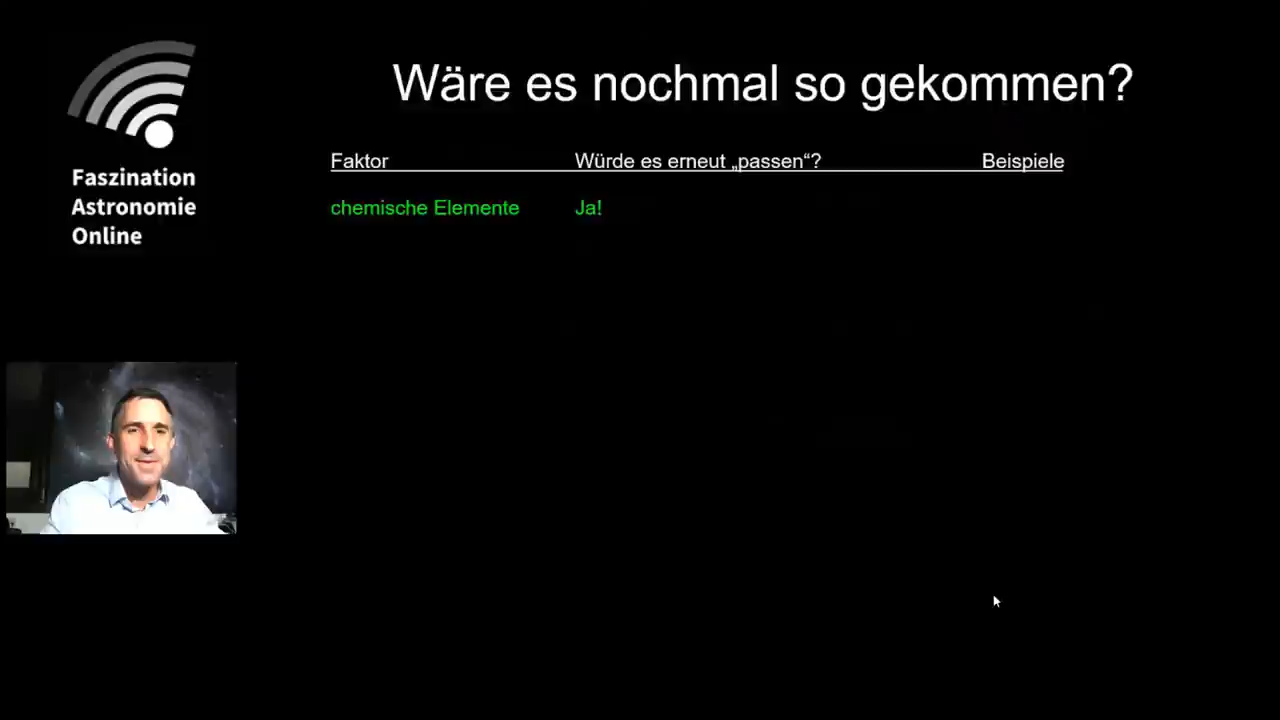 Wäre es nochmal so gekommen?
Faktor Würde es erneut „passen“? Beispiele
chemische Elemente Ja!
Faszination
Astronomie
Online